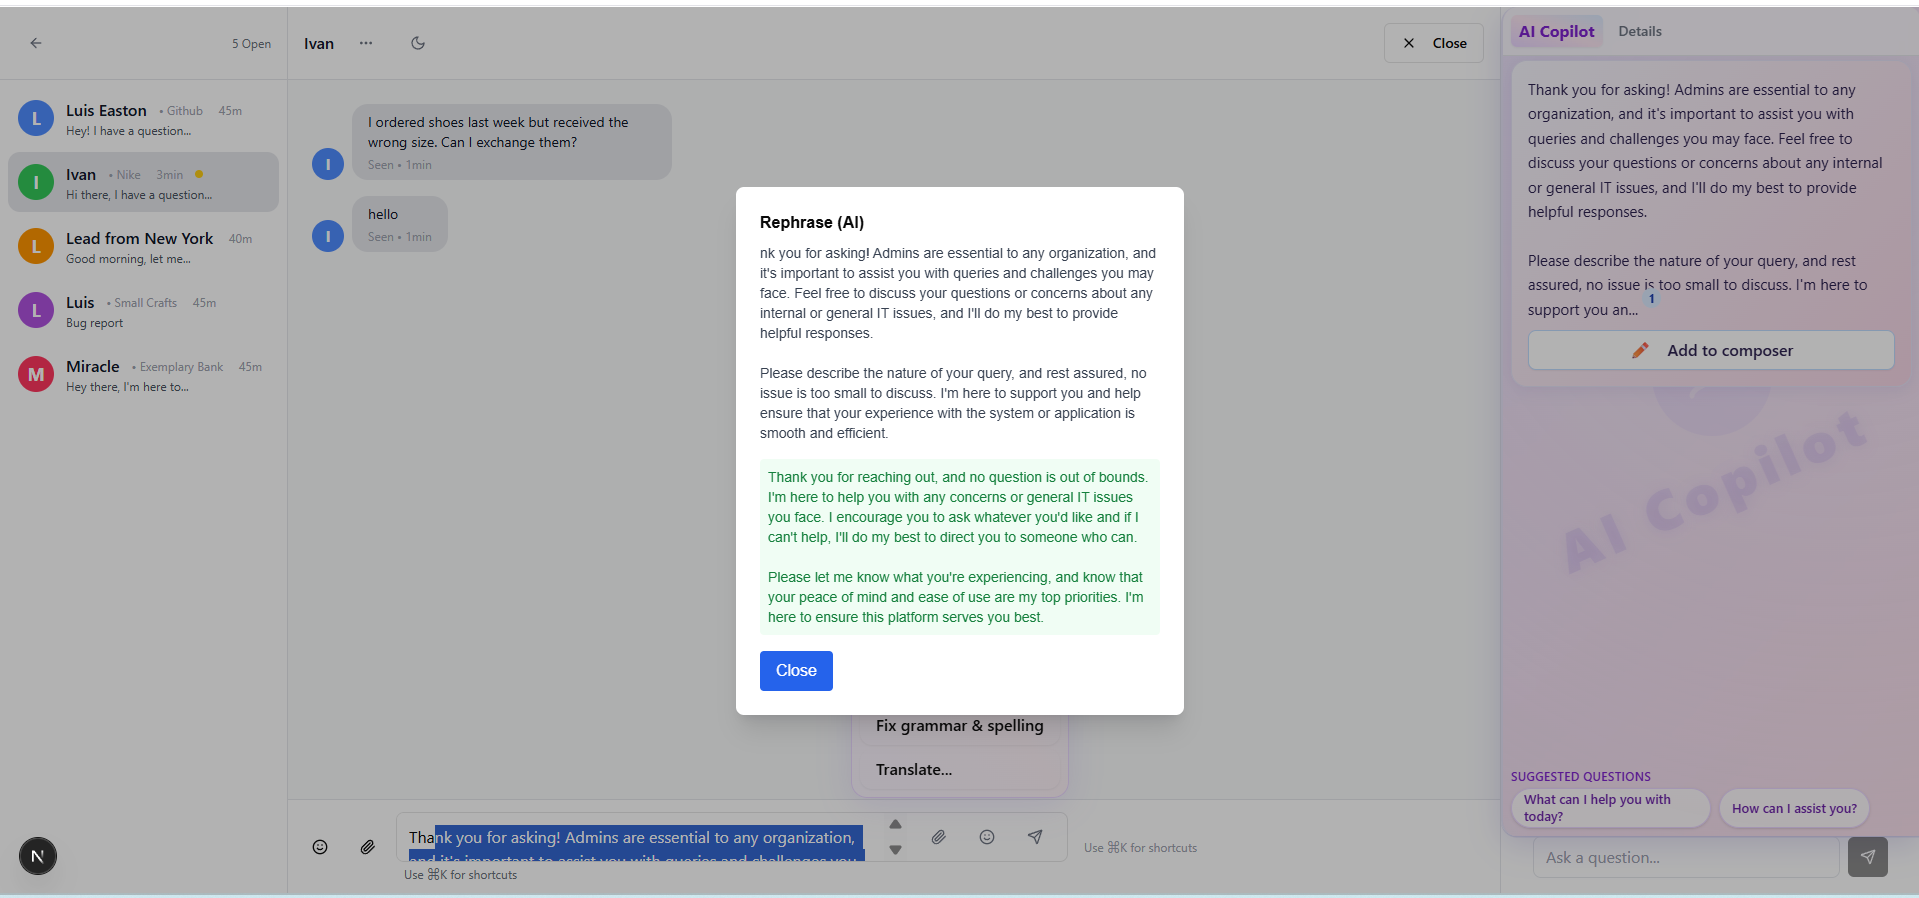 5 Open
L
Luis Easton • Github 45m
Hey! I have a question...
I
Ivan • Nike 3min
Hi there, I have a question...
L
Lead from New York 40m
Good morning, let me...
L
Luis • Small Crafts 45m
Bug report
M
Miracle • Exemplary Bank 45m
Hey there, I'm here to...
N
Ivan
Close
I ordered shoes last week but received the
wrong size. Can I exchange them?
Seen • 1min
I
hello
Seen • 1min
I
Rephrase (AI)
nk you for asking! Admins are essential to any organization, and
it's important to assist you with queries and challenges you may
face. Feel free to discuss your questions or concerns about any
internal or general IT issues, and I'll do my best to provide
helpful responses.
Please describe the nature of your query, and rest assured, no
issue is too small to discuss. I'm here to support you and help
ensure that your experience with the system or application is
smooth and efficient.
Thank you for reaching out, and no question is out of bounds.
I'm here to help you with any concerns or general IT issues
you face. I encourage you to ask whatever you'd like and if I
can't help, I'll do my best to direct you to someone who can.
Please let me know what you're experiencing, and know that
your peace of mind and ease of use are my top priorities. I'm
here to ensure this platform serves you best.
Close
Fix grammar & spelling
Translate...
Thank you for asking! Admins are essential to any organization,
and it's important to assist you with queries and challenges you
Use ⌘K for shortcuts
Use ⌘K for shortcuts
AI Copilot
Details
Thank you for asking! Admins are essential to any
organization, and it's important to assist you with
queries and challenges you may face. Feel free to
discuss your questions or concerns about any internal
or general IT issues, and I'll do my best to provide
helpful responses.
Please describe the nature of your query, and rest
assured, no issue is too small to discuss. I'm here to
support you an... 1
Add to composer
AI Copilot
SUGGESTED QUESTIONS
What can I help you with
today?
How can I assist you?
Ask a question...